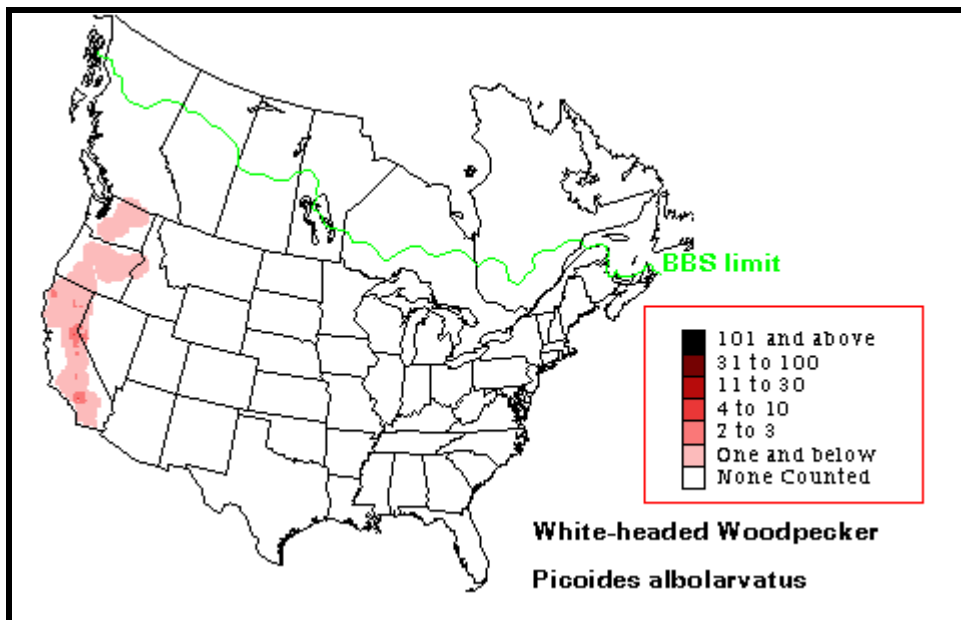 BBS limit
101 and above
31 to 100
11 to 30
4 to 10
2 to 3
One and below
None Counted
White-headed Woodpecker
Picoides albolarvatus